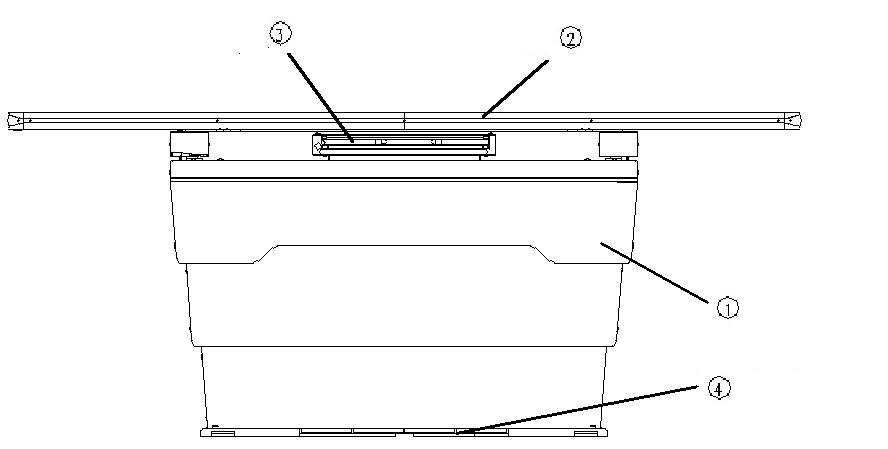 ③
②
①
④